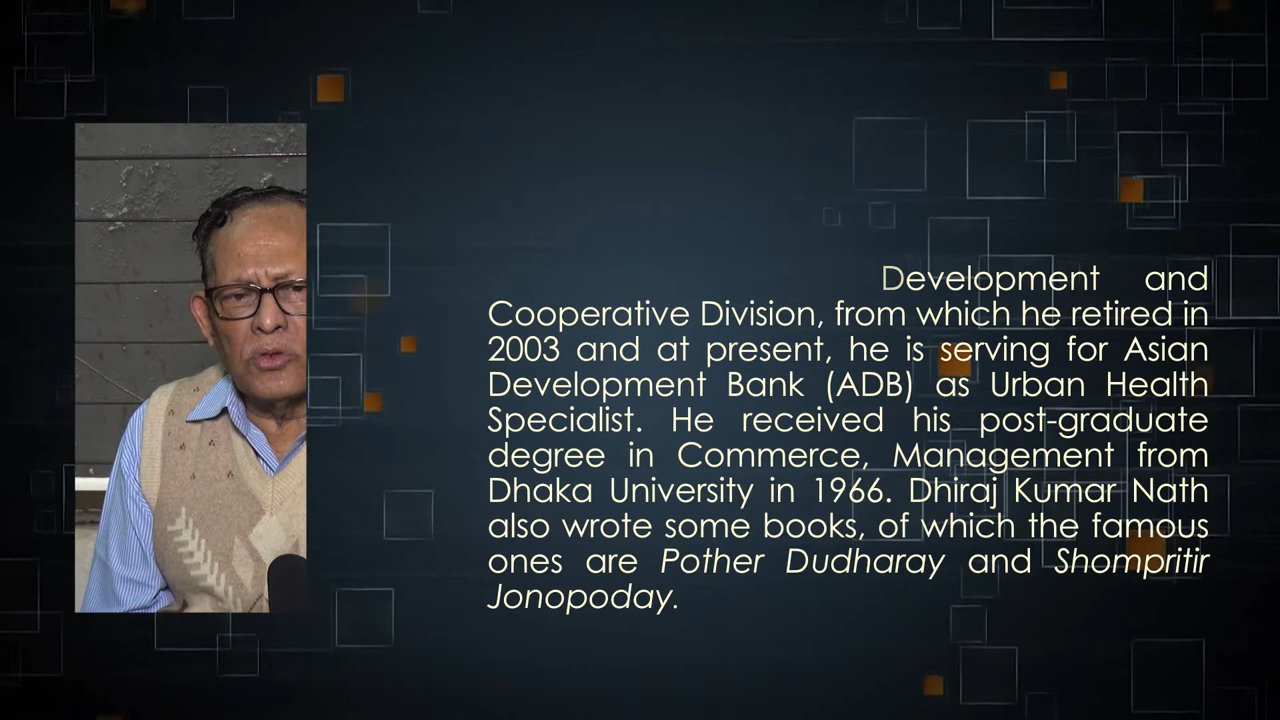 Development and
Cooperative Division, from which he retired in
2003 and at present, he is serving for Asian
Development Bank (ADB) as Urban Health
Specialist. He received his post-graduate
degree in Commerce, Management from
Dhaka University in 1966. Dhiraj Kumar Nath
also wrote some books, of which the famous
ones are Pother Dudharay and Shompritir
Jonopoday.